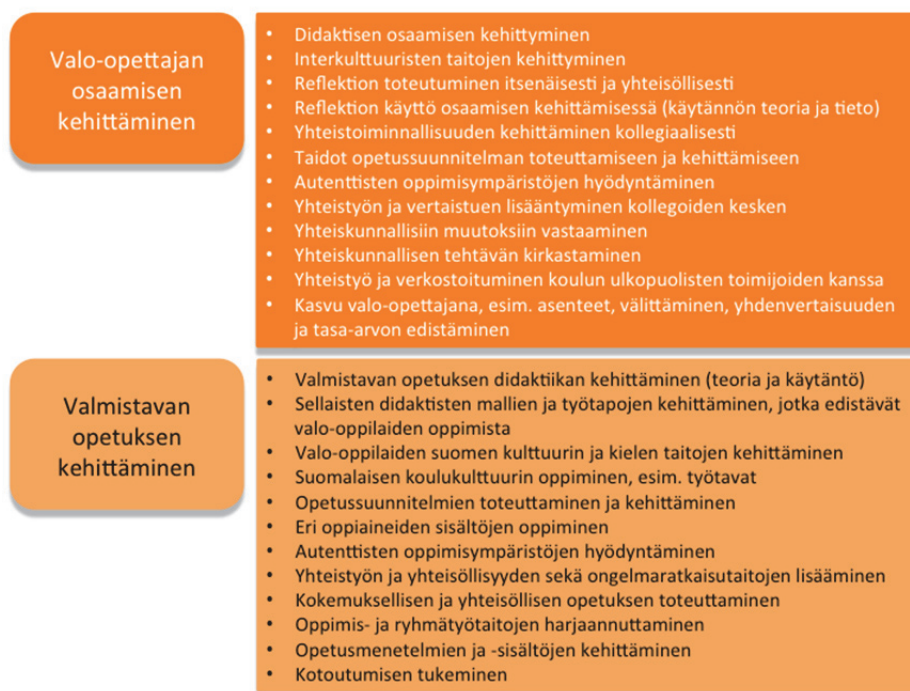 Valo-opettajan
osaamisen
kehittäminen
• Didaktisen osaamisen kehittyminen
• Interkulttuuristen taitojen kehittyminen
• Reflektion toteutuminen itsenäisesti ja yhteisöllisesti
• Reflektion käyttö osaamisen kehittämisessä (käytännön teoria ja tieto)
• Yhteistoiminnallisuuden kehittäminen kollegiaalisesti
• Taidot opetussuunnitelman toteuttamiseen ja kehittämiseen
• Autenttisten oppimisympäristöjen hyödyntäminen
• Yhteistyön ja vertaistuen lisääntyminen kollegoiden kesken
• Yhteiskunnallisiin muutoksiin vastaaminen
• Yhteiskunnallisen tehtävän kirkastaminen
• Yhteistyö ja verkostoituminen koulun ulkopuolisten toimijoiden kanssa
• Kasvu valo-opettajana, esim. asenteet, välittäminen, yhdenvertaisuuden
ja tasa-arvon edistäminen
Valmistavan
opetuksen
kehittäminen
• Valmistavan opetuksen didaktiikan kehittäminen (teoria ja käytäntö)
• Sellaisten didaktisten mallien ja työtapojen kehittäminen, jotka edistävät
valo-oppilaiden oppimista
• Valo-oppilaiden suomen kulttuurin ja kielen taitojen kehittäminen
• Suomalaisen koulukulttuurin oppiminen, esim. työtavat
• Opetussuunnitelmien toteuttaminen ja kehittäminen
• Eri oppiaineiden sisältöjen oppiminen
• Autenttisten oppimisympäristöjen hyödyntäminen
• Yhteistyön ja yhteisöllisyyden sekä ongelmaratkaisutaitojen lisääminen
• Kokemuksellisen ja yhteisöllisen opetuksen toteuttaminen
• Oppimis- ja ryhmätyötaitojen harjaannuttaminen
• Opetusmenetelmien ja -sisältöjen kehittäminen
• Kotoutumisen tukeminen